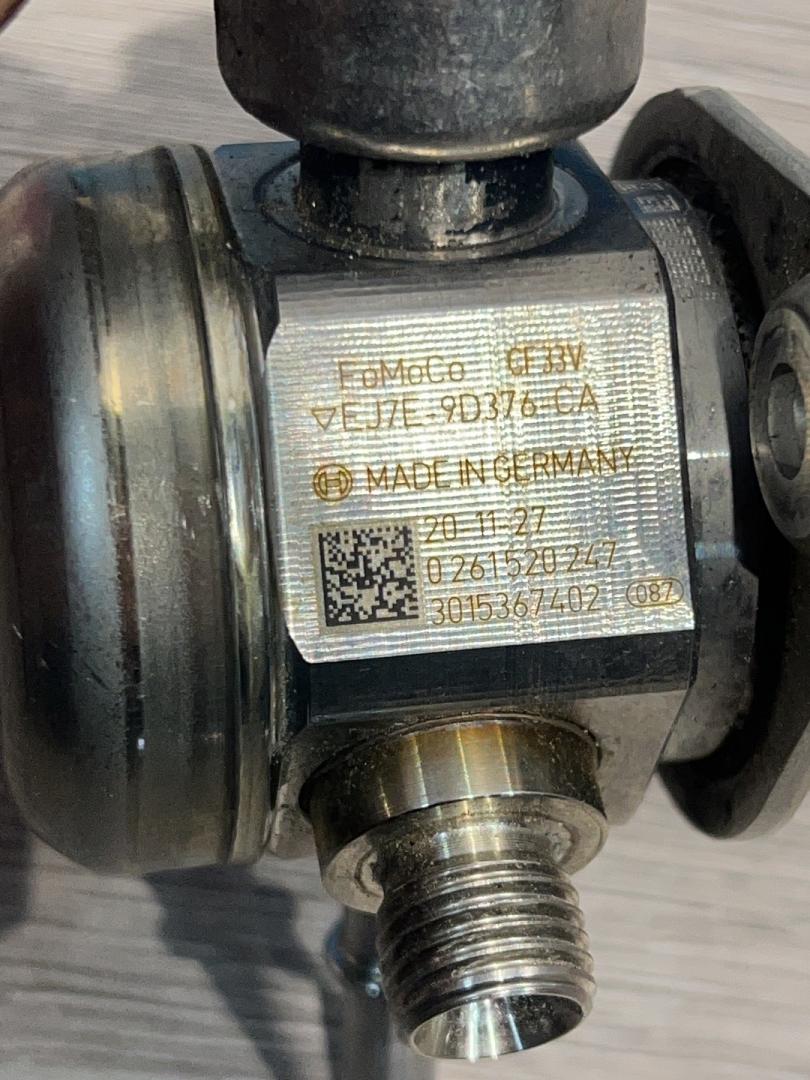 FoMoCo CF33V
▽EJ7E-9D376-CA
MADE IN GERMANY
20-11-27
0 261 520 247
3015367402 087